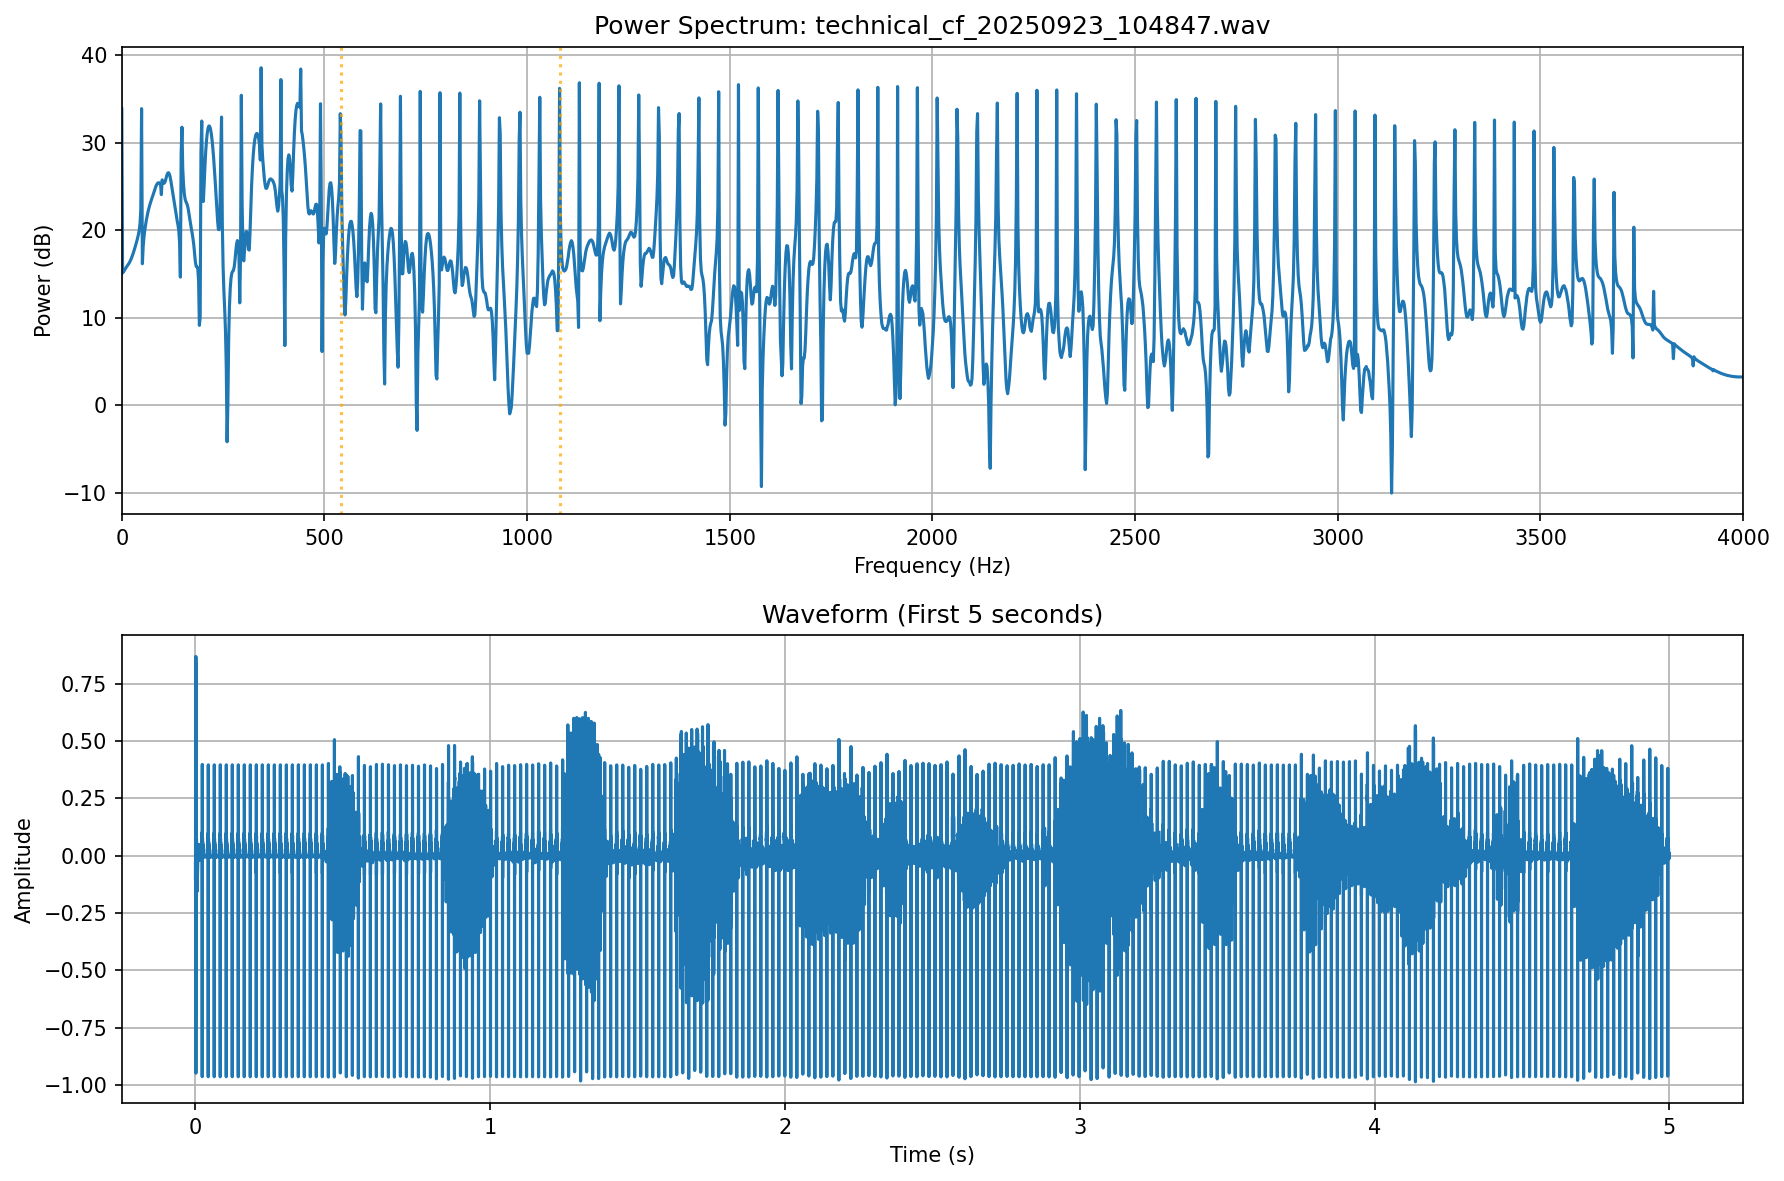 Power Spectrum: technical_cf_20250923_104847.wav
40
30
20
10
0
−10
Power (dB)
0 500 1000 1500 2000 2500 3000 3500 4000
Frequency (Hz)
Waveform (First 5 seconds)
0.75
0.50
0.25
0.00
−0.25
−0.50
−0.75
−1.00
Amplitude
0 1 2 3 4 5
Time (s)